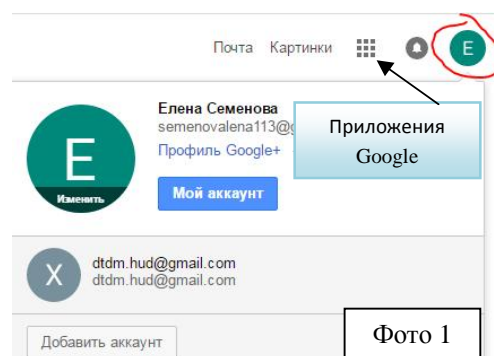 Почта Картинки
E
Елена Семенова
semenovalena113@g
Профиль Google+
E
Изменить
Мой аккаунт
Приложения
Google
X
dtdm.hud@gmail.com
dtdm.hud@gmail.com
Добавить аккаунт
Фото 1